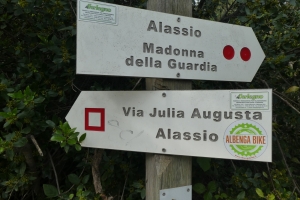 Alassio
Madonna
della Guardia
Via Julia Augusta
Alassio
ALBENGA BIKE